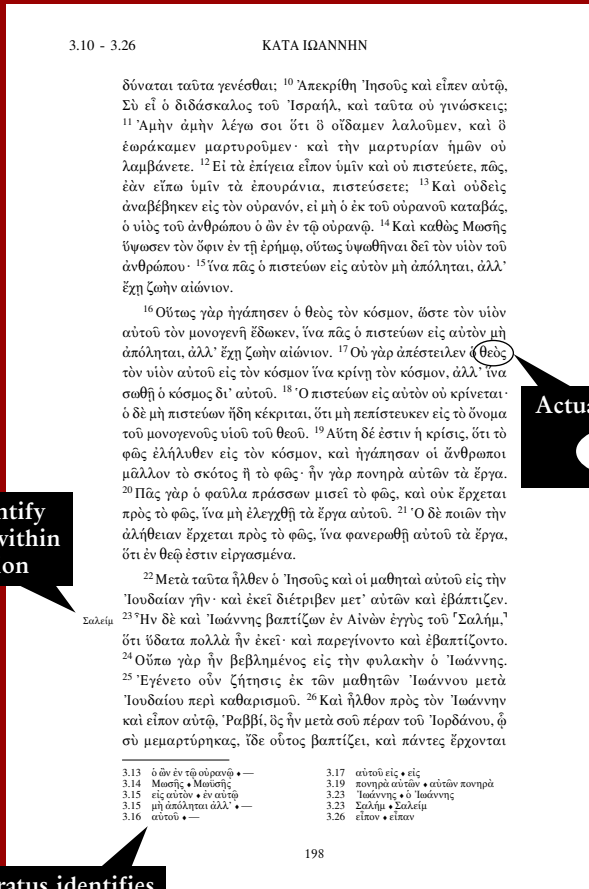 3.10 - 3.26 ΚΑΤΑ ΙΩΑΝΝΗΝ
δύναται ταῦτα γενέσθαι; 10 Ἀπεκρίθη Ἰησοῦς καὶ εἶπεν αὐτῷ,
Σὺ εἶ ὁ διδάσκαλος τοῦ Ἰσραήλ, καὶ ταῦτα οὐ γινώσκεις;
11 Ἀμὴν ἀμὴν λέγω σοι ὅτι ὃ οἴδαμεν λαλοῦμεν, καὶ ὃ
ἑωράκαμεν μαρτυροῦμεν· καὶ τὴν μαρτυρίαν ἡμῶν οὐ
λαμβάνετε. 12 Εἰ τὰ ἐπίγεια εἶπον ὑμῖν καὶ οὐ πιστεύετε, πῶς,
ἐὰν εἴπω ὑμῖν τὰ ἐπουράνια, πιστεύσετε; 13 Καὶ οὐδεὶς
ἀναβέβηκεν εἰς τὸν οὐρανόν, εἰ μὴ ὁ ἐκ τοῦ οὐρανοῦ καταβάς,
ὁ υἱὸς τοῦ ἀνθρώπου ὁ ὢν ἐν τῷ οὐρανῷ. 14 Καὶ καθὼς Μωσῆς
ὕψωσεν τὸν ὄφιν ἐν τῇ ἐρήμῳ, οὕτως ὑψωθῆναι δεῖ τὸν υἱὸν τοῦ
ἀνθρώπου· 15 ἵνα πᾶς ὁ πιστεύων εἰς αὐτὸν μὴ ἀπόληται, ἀλλ’
ἔχῃ ζωὴν αἰώνιον.
16 Οὕτως γὰρ ἠγάπησεν ὁ θεὸς τὸν κόσμον, ὥστε τὸν υἱὸν
αὐτοῦ τὸν μονογενῆ ἔδωκεν, ἵνα πᾶς ὁ πιστεύων εἰς αὐτὸν μὴ
ἀπόληται, ἀλλ’ ἔχῃ ζωὴν αἰώνιον. 17 Οὐ γὰρ ἀπέστειλεν ὁ θεὸς
τὸν υἱὸν αὐτοῦ εἰς τὸν κόσμον ἵνα κρίνῃ τὸν κόσμον, ἀλλ’ ἵνα
σωθῇ ὁ κόσμος δι’ αὐτοῦ. 18 Ὁ πιστεύων εἰς αὐτὸν οὐ κρίνεται·
ὁ δὲ μὴ πιστεύων ἤδη κέκριται, ὅτι μὴ πεπίστευκεν εἰς τὸ ὄνομα
τοῦ μονογενοῦς υἱοῦ τοῦ θεοῦ. 19 Αὕτη δέ ἐστιν ἡ κρίσις, ὅτι τὸ
φῶς ἐλήλυθεν εἰς τὸν κόσμον, καὶ ἠγάπησαν οἱ ἄνθρωποι
μᾶλλον τὸ σκότος ἢ τὸ φῶς· ἦν γὰρ πονηρὰ αὐτῶν τὰ ἔργα.
20 Πᾶς γὰρ ὁ φαῦλα πράσσων μισεῖ τὸ φῶς, καὶ οὐκ ἔρχεται
πρὸς τὸ φῶς, ἵνα μὴ ἐλεγχθῇ τὰ ἔργα αὐτοῦ. 21 Ὁ δὲ ποιῶν τὴν
ἀλήθειαν ἔρχεται πρὸς τὸ φῶς, ἵνα φανερωθῇ αὐτοῦ τὰ ἔργα,
ὅτι ἐν θεῷ ἐστιν εἰργασμένα.
22 Μετὰ ταῦτα ἦλθεν ὁ Ἰησοῦς καὶ οἱ μαθηταὶ αὐτοῦ εἰς τὴν
Ἰουδαίαν γῆν· καὶ ἐκεῖ διέτριβεν μετ’ αὐτῶν καὶ ἐβάπτιζεν.
Σαλείμ 23 Ἦν δὲ καὶ Ἰωάννης βαπτίζων ἐν Αἰνὼν ἐγγὺς τοῦ ⸢Σαλήμ,⸣
ὅτι ὕδατα πολλὰ ἦν ἐκεῖ· καὶ παρεγίνοντο καὶ ἐβαπτίζοντο.
24 Οὔπω γὰρ ἦν βεβλημένος εἰς τὴν φυλακὴν ὁ Ἰωάννης.
25 Ἐγένετο οὖν ζήτησις ἐκ τῶν μαθητῶν Ἰωάννου μετὰ
Ἰουδαίου περὶ καθαρισμοῦ. 26 Καὶ ἦλθον πρὸς τὸν Ἰωάννην
καὶ εἶπον αὐτῷ, Ῥαββί, ὃς ἦν μετὰ σοῦ πέραν τοῦ Ἰορδάνου, ᾧ
σὺ μεμαρτύρηκας, ἴδε οὗτος βαπτίζει, καὶ πάντες ἔρχονται
3.13 ὁ ὢν ἐν τῷ οὐρανῷ ♦ —
3.14 Μωσῆς ♦ Μωϋσῆς
3.15 εἰς αὐτὸν ♦ ἐν αὐτῷ
3.15 μὴ ἀπόληται ἀλλ’ ♦ —
3.16 αὐτοῦ ♦ —
3.17 αὐτοῦ εἰς ♦ εἰς
3.19 πονηρὰ αὐτῶν ♦ αὐτῶν πονηρὰ
3.23 Ἰωάννης ♦ ὁ Ἰωάννης
3.23 Σαλήμ ♦ Σαλείμ
3.26 εἶπον ♦ εἶπαν
198
ntify
within
on
Actua
ratus identifies